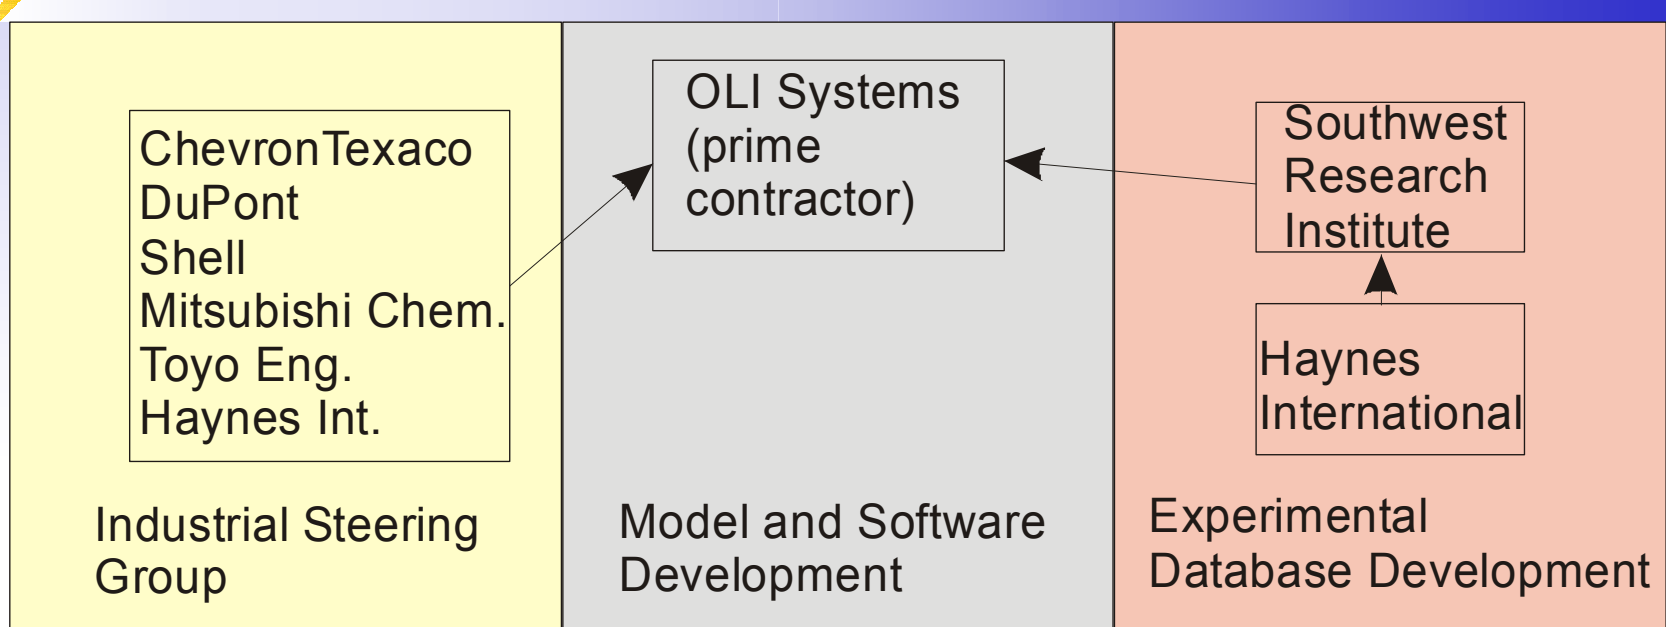 ChevronTexaco
DuPont
Shell
Mitsubishi Chem.
Toyo Eng.
Haynes Int.
Industrial Steering
Group
OLI Systems
(prime
contractor)
Model and Software
Development
Southwest
Research
Institute
Haynes
International
Experimental
Database Development